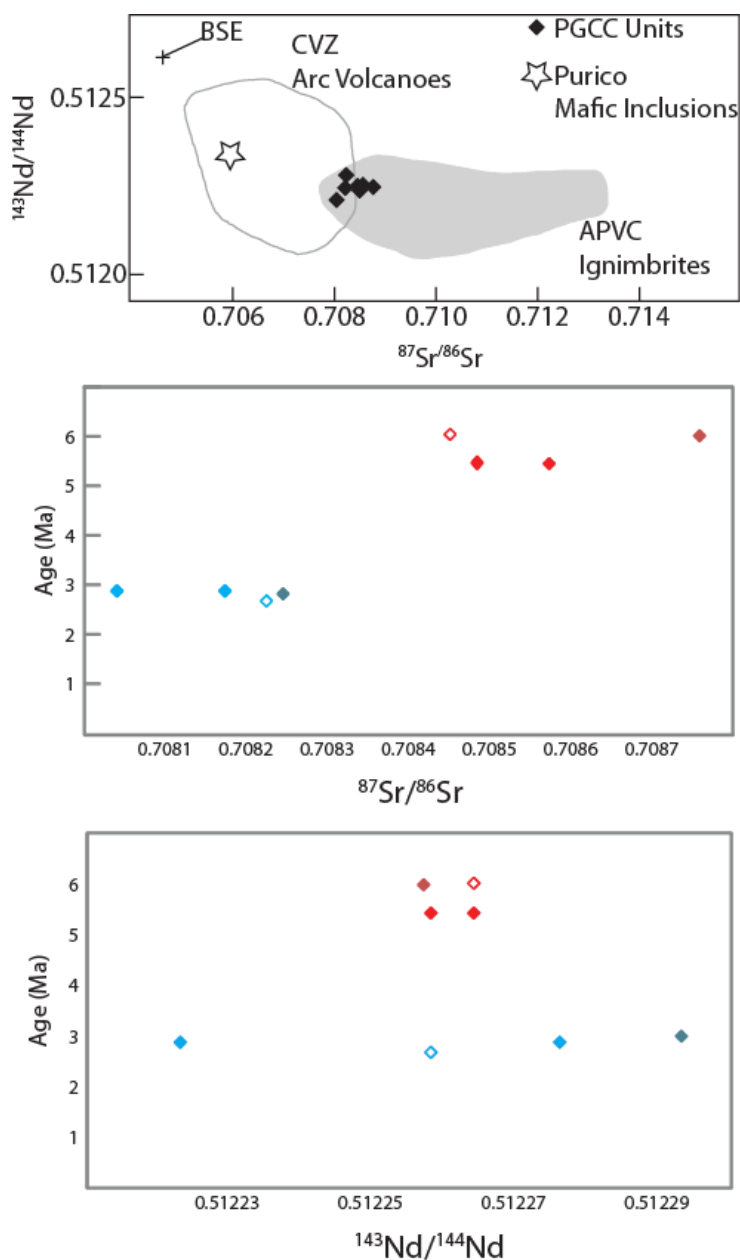 BSE
CVZ
Arc Volcanoes
PGCC Units
Purico
Mafic Inclusions
APVC
Ignimbrites
0.5125
0.5120
¹⁴³Nd/¹⁴⁴Nd
0.706 0.708 0.710 0.712 0.714
⁸⁷Sr/⁸⁶Sr
6
5
4
3
2
1
Age (Ma)
0.7081 0.7082 0.7083 0.7084 0.7085 0.7086 0.7087
⁸⁷Sr/⁸⁶Sr
6
5
4
3
2
1
Age (Ma)
0.51223 0.51225 0.51227 0.51229
¹⁴³Nd/¹⁴⁴Nd